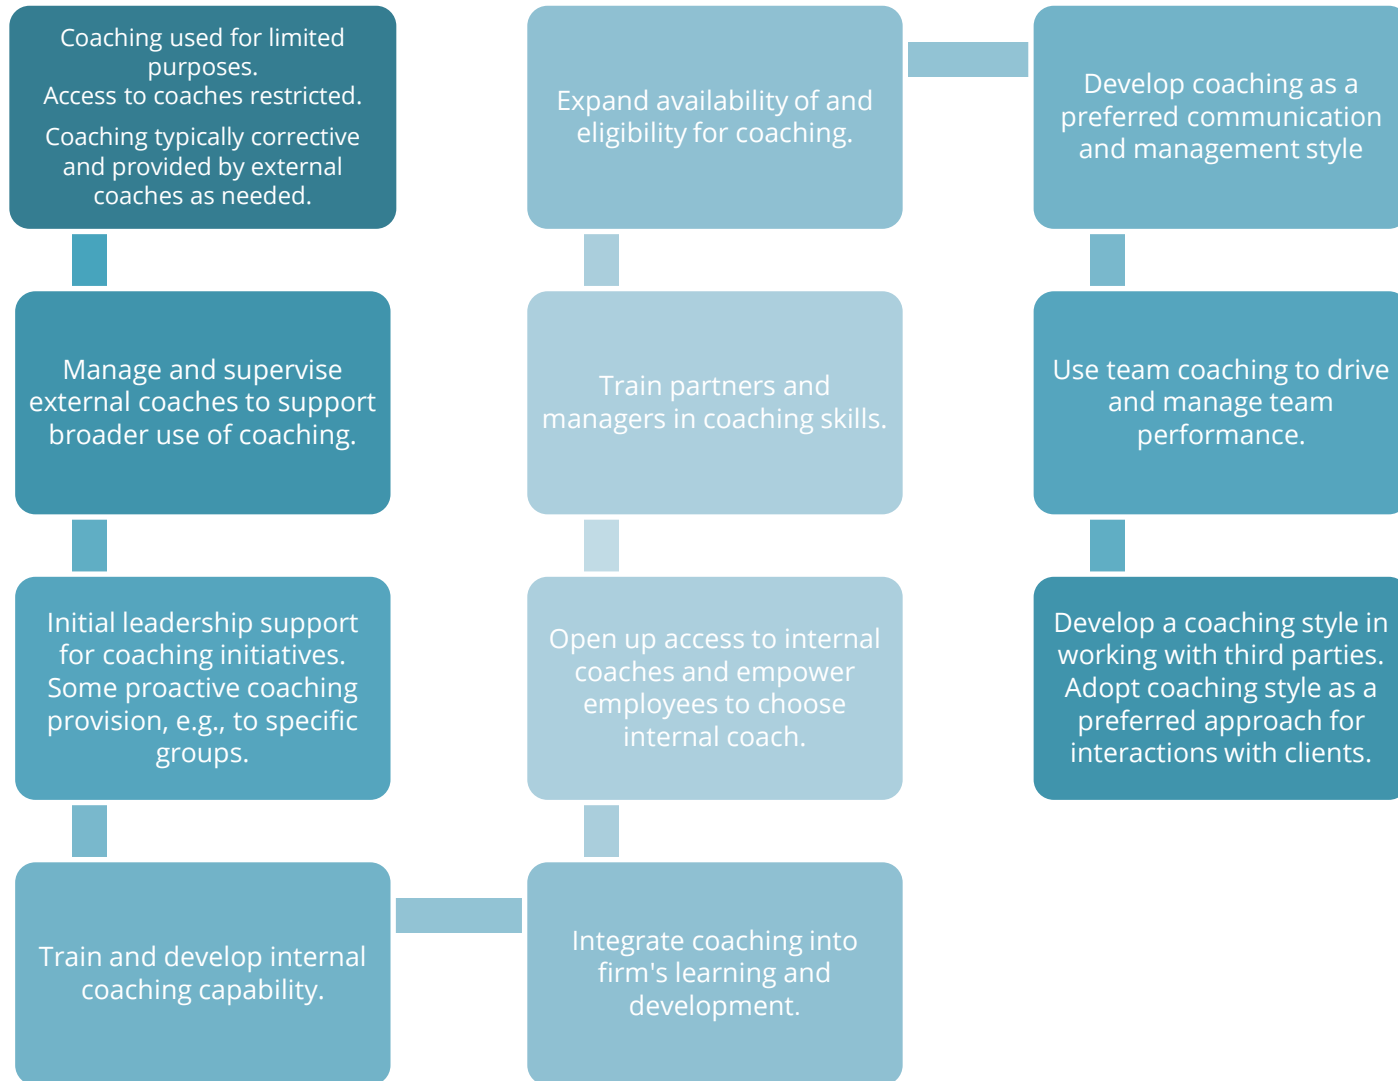 Coaching used for limited
purposes.
Access to coaches restricted.
Coaching typically corrective
and provided by external
coaches as needed.
Manage and supervise
external coaches to support
broader use of coaching.
Initial leadership support
for coaching initiatives.
Some proactive coaching
provision, e.g., to specific
groups.
Train and develop internal
coaching capability.
Integrate coaching into
firm's learning and
development.
Open up access to internal
coaches and empower
employees to choose
internal coach.
Train partners and
managers in coaching skills.
Expand availability of and
eligibility for coaching.
Develop coaching as a
preferred communication
and management style
Use team coaching to drive
and manage team
performance.
Develop a coaching style in
working with third parties.
Adopt coaching style as a
preferred approach for
interactions with clients.